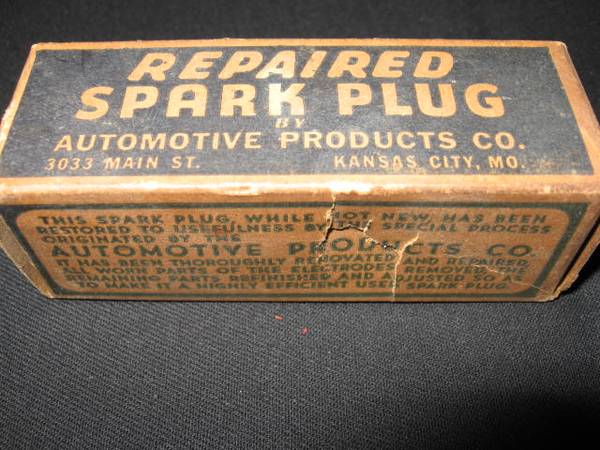 REPAIRED
SPARK PLUG
BY
AUTOMOTIVE PRODUCTS CO.
3033 MAIN ST. KANSAS CITY, MO.
THIS SPARK PLUG, WHILE NOT NEW, HAS BEEN
RESTORED TO USEFULNESS BY THE SPECIAL PROCESS
ORIGINATED BY THE
AUTOMOTIVE PRODUCTS CO.
IT HAS BEEN THOROUGHLY RENOVATED AND REPAIRED,
ALL WORN PARTS OF THE ELECTRODES REMOVED, THE
REMAINING PARTS REFINISHED AND ADJUSTED SO AS
TO MAKE IT A HIGHLY EFFICIENT USED SPARK PLUG.